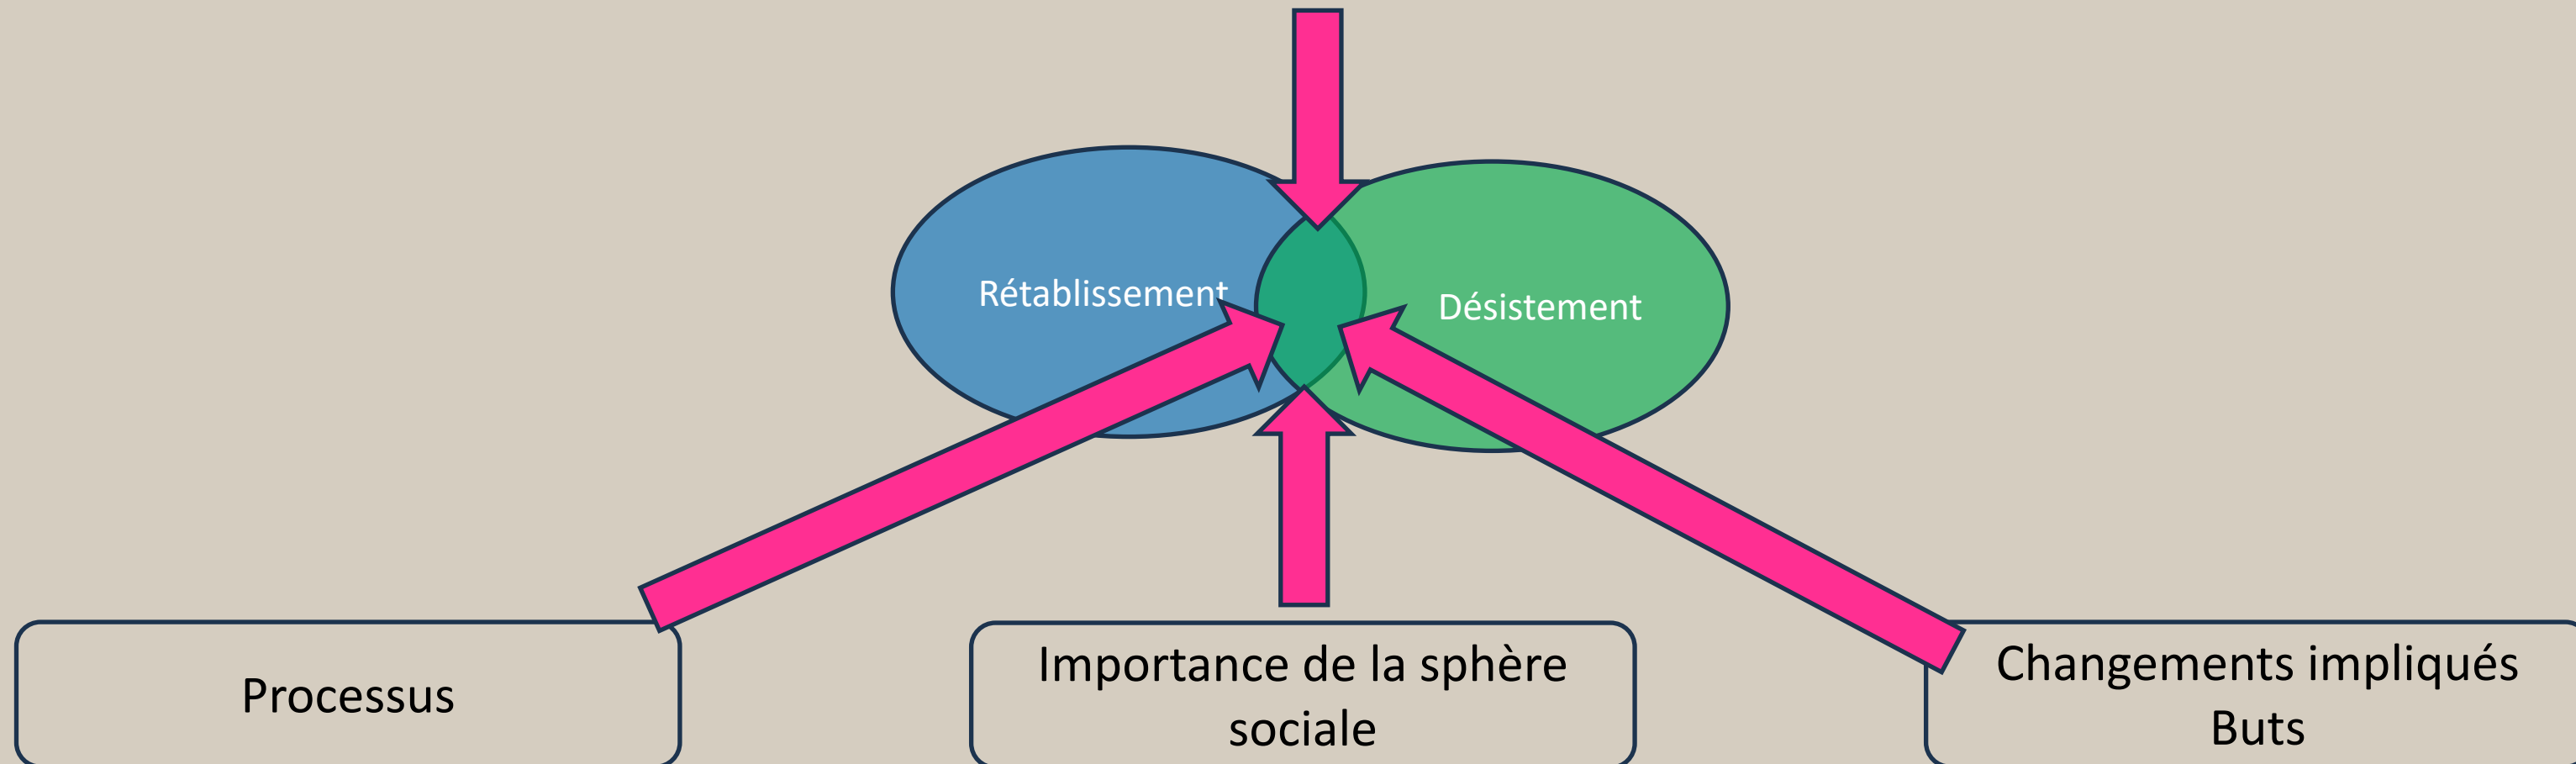 Rétablissement
Désistement
Processus
Importance de la sphère
sociale
Changements impliqués
Buts